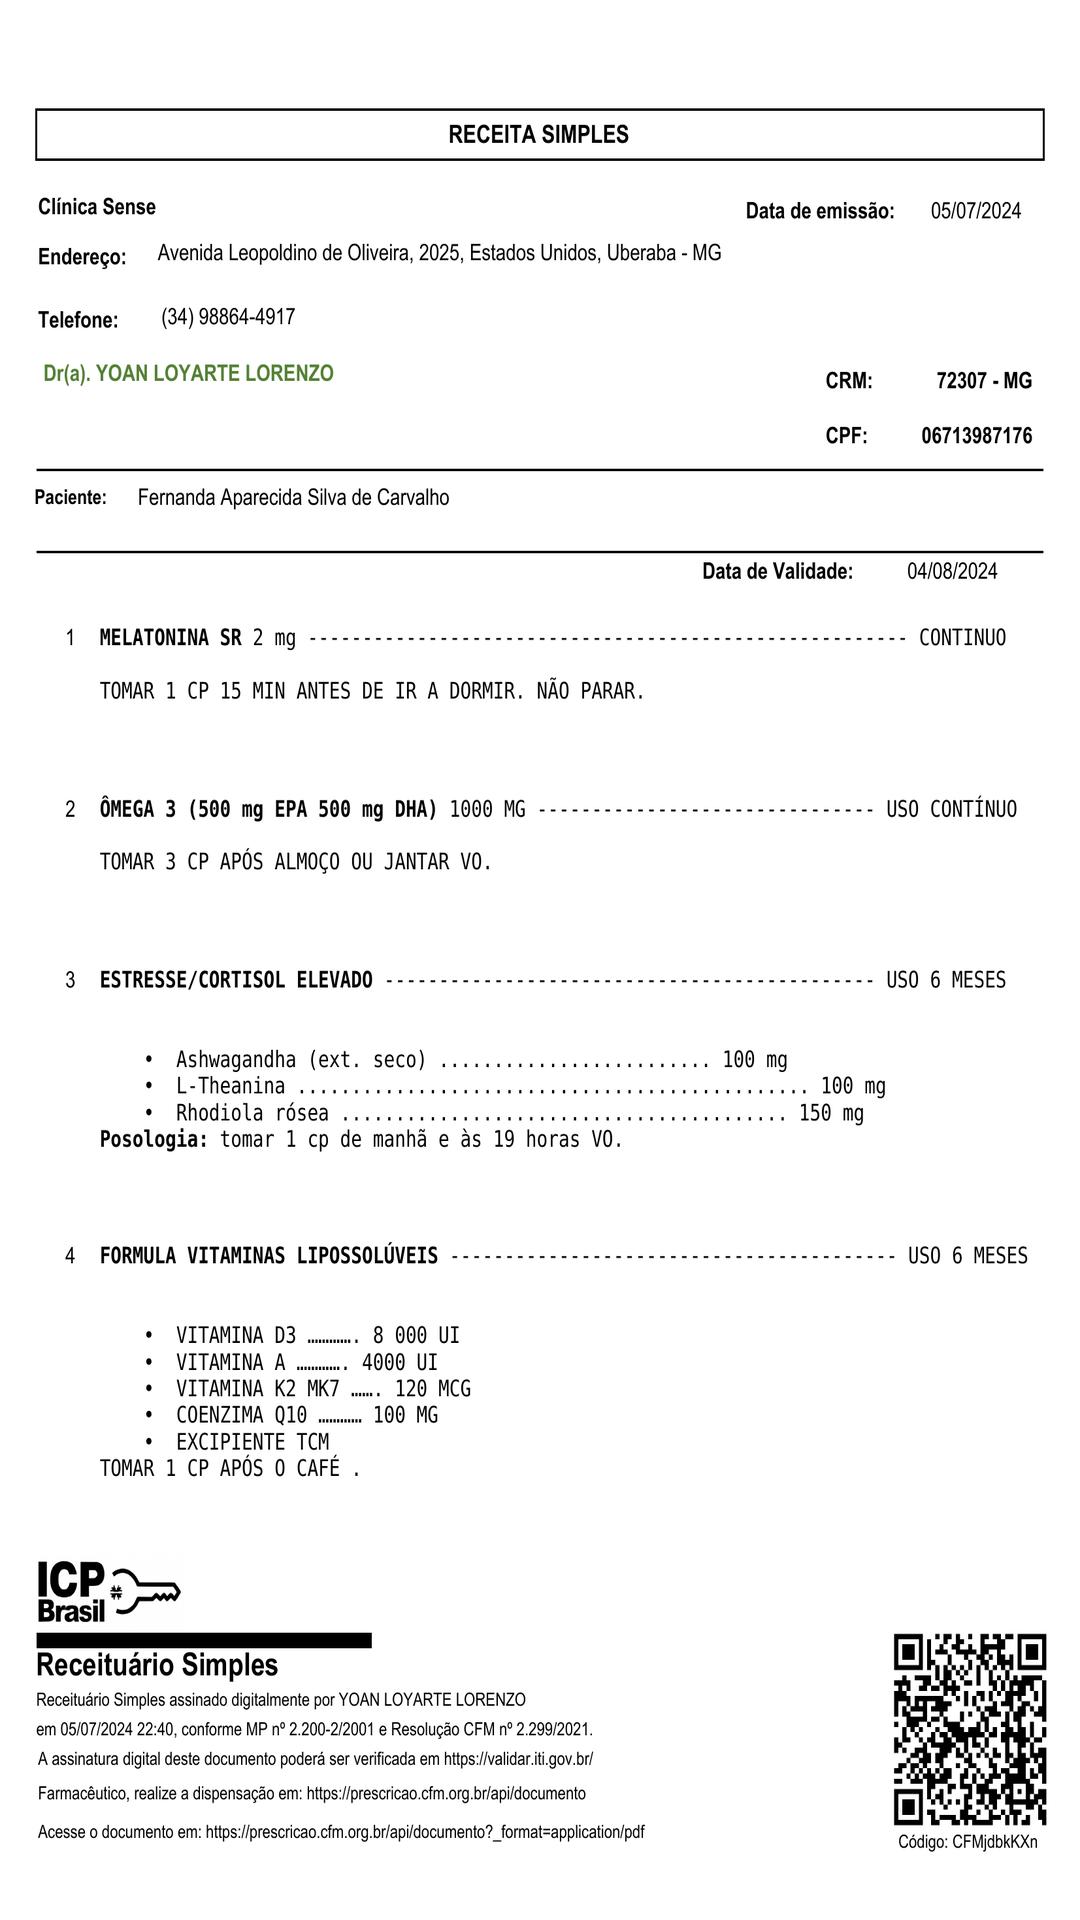 RECEITA SIMPLES
Clínica Sense
Data de emissão: 05/07/2024
Endereço: Avenida Leopoldino de Oliveira, 2025, Estados Unidos, Uberaba - MG
Telefone: (34) 98864-4917
Dr(a). YOAN LOYARTE LORENZO
CRM: 72307 - MG
CPF: 06713987176
Paciente: Fernanda Aparecida Silva de Carvalho
Data de Validade: 04/08/2024
1 MELATONINA SR 2 mg ------------------------------------------------------- CONTINUO
TOMAR 1 CP 15 MIN ANTES DE IR A DORMIR. NÃO PARAR.
2 ÔMEGA 3 (500 mg EPA 500 mg DHA) 1000 MG ------------------------------- USO CONTÍNUO
TOMAR 3 CP APÓS ALMOÇO OU JANTAR VO.
3 ESTRESSE/CORTISOL ELEVADO --------------------------------------------- USO 6 MESES
• Ashwagandha (ext. seco) ......................... 100 mg
• L-Theanina ............................................... 100 mg
• Rhodiola rósea ......................................... 150 mg
Posologia: tomar 1 cp de manhã e às 19 horas VO.
4 FORMULA VITAMINAS LIPOSSOLÚVEIS ----------------------------------------- USO 6 MESES
• VITAMINA D3 …………. 8 000 UI
• VITAMINA A …………. 4000 UI
• VITAMINA K2 MK7 ……. 120 MCG
• COENZIMA Q10 ………… 100 MG
• EXCIPIENTE TCM
TOMAR 1 CP APÓS O CAFÉ .
ICP
Brasil
Receituário Simples
Receituário Simples assinado digitalmente por YOAN LOYARTE LORENZO
em 05/07/2024 22:40, conforme MP nº 2.200-2/2001 e Resolução CFM nº 2.299/2021.
A assinatura digital deste documento poderá ser verificada em https://validar.iti.gov.br/
Farmacêutico, realize a dispensação em: https://prescricao.cfm.org.br/api/documento
Acesse o documento em: https://prescricao.cfm.org.br/api/documento?_format=application/pdf
Código: CFMjdbkKXn